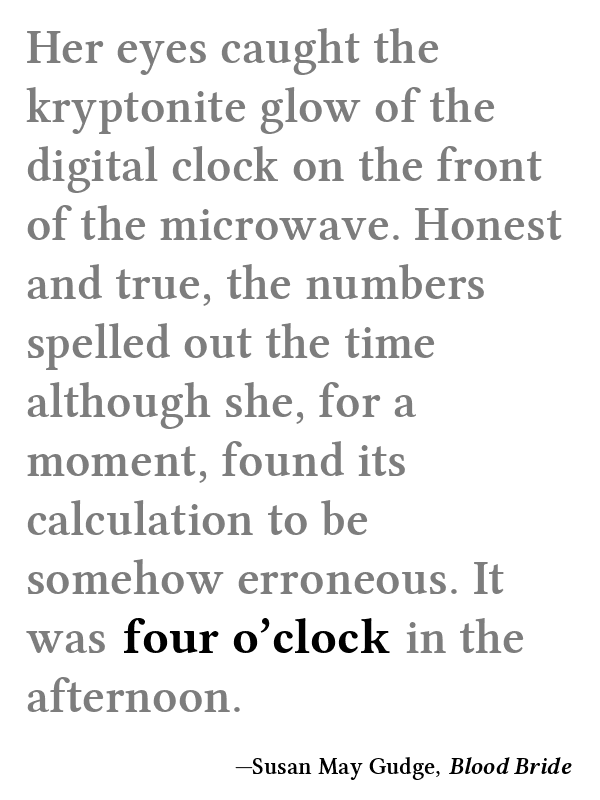 Her eyes caught the
kryptonite glow of the
digital clock on the front
of the microwave. Honest
and true, the numbers
spelled out the time
although she, for a
moment, found its
calculation to be
somehow erroneous. It
was four o’clock in the
afternoon.
—Susan May Gudge, Blood Bride